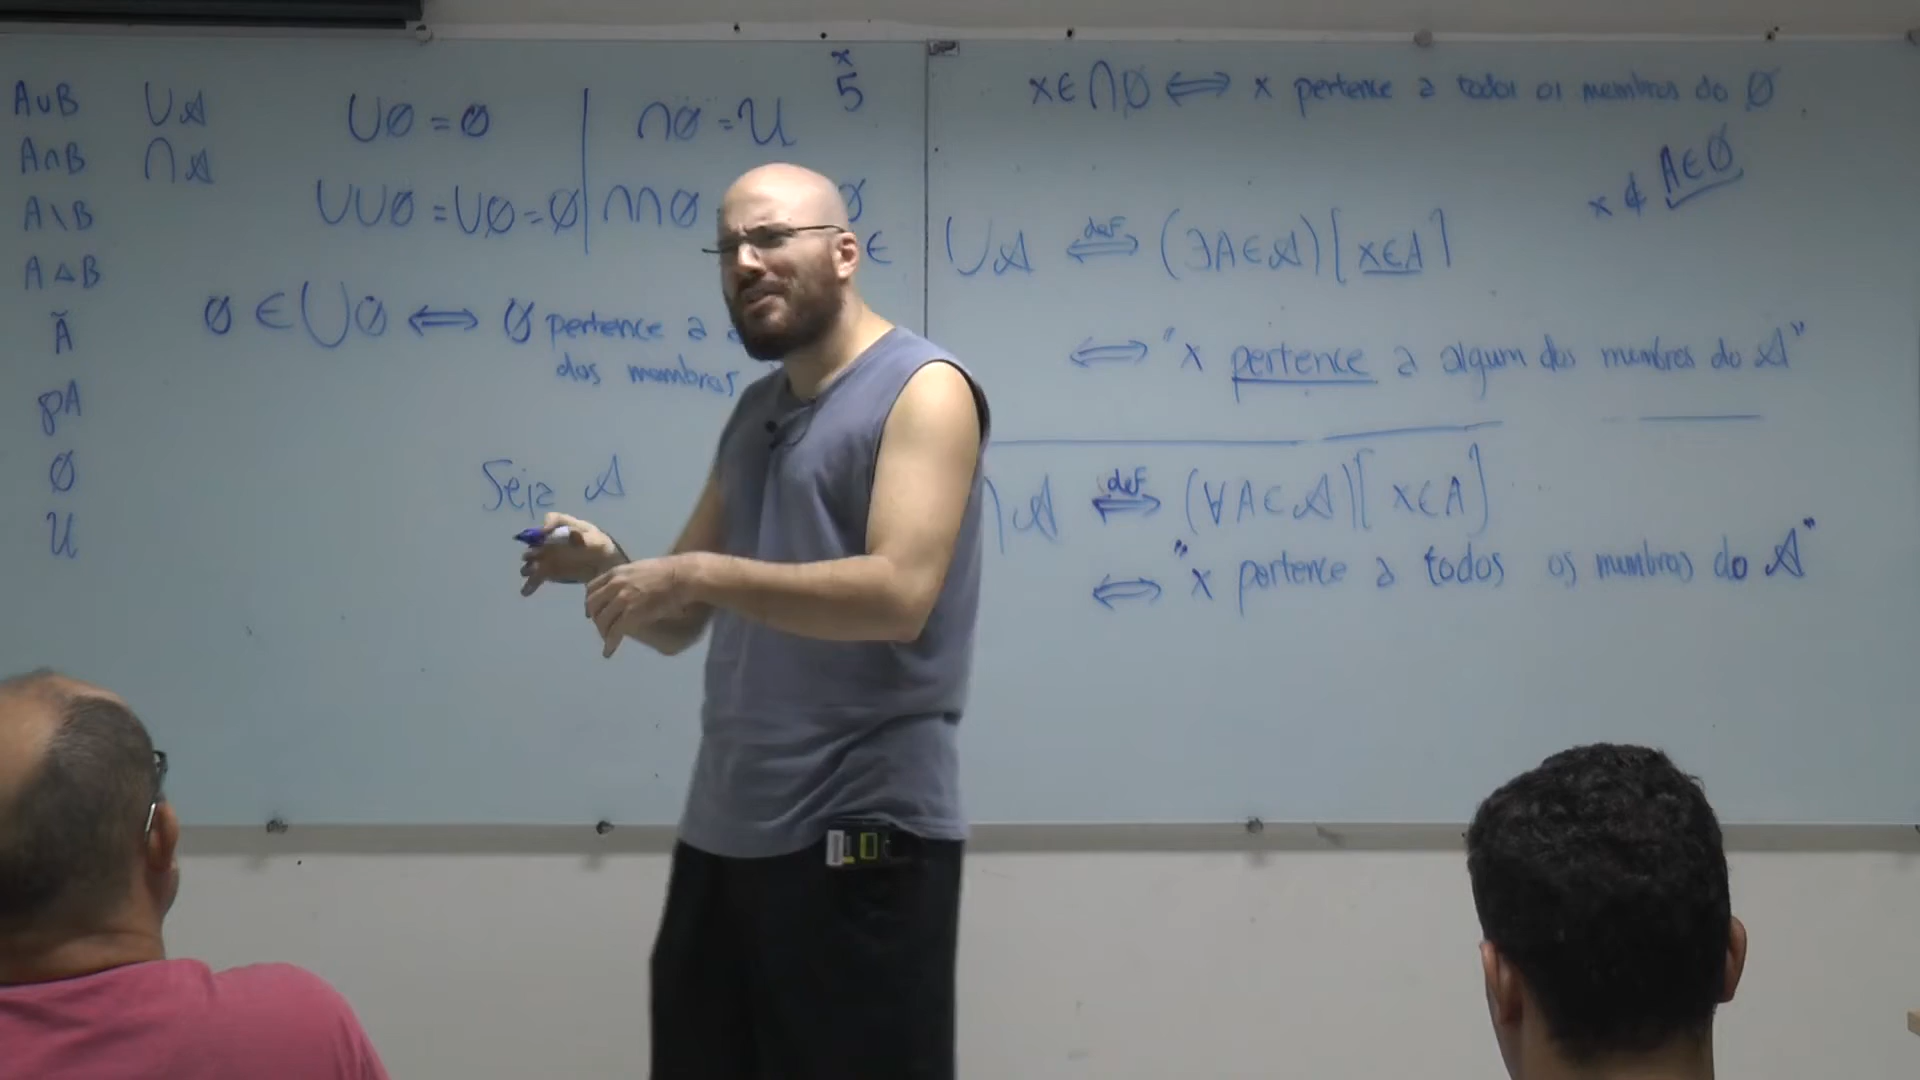 A∪B
A∩B
A\B
A△B
Ã
℘A
∅
𝒰
∪𝒜
∩𝒜
∪∅ = ∅
∪∪∅ = ∪∅ = ∅
∩∅ = 𝒰
∩∩∅ ∅
x
5
∅ ∈ ∪∅ ⟺ ∅ pertence a
dos membros
Seja 𝒜
x ∈ ∩∅ ⟺ x pertence a todos os membros do ∅
x ∉ A∈∅
∈ ∪𝒜 ⟺def (∃A∈𝒜)[x∈A]
⟺ "x pertence a algum dos membros do 𝒜"
∩𝒜 ⟺def (∀A∈𝒜)[x∈A]
⟺ "x pertence a todos os membros do 𝒜"